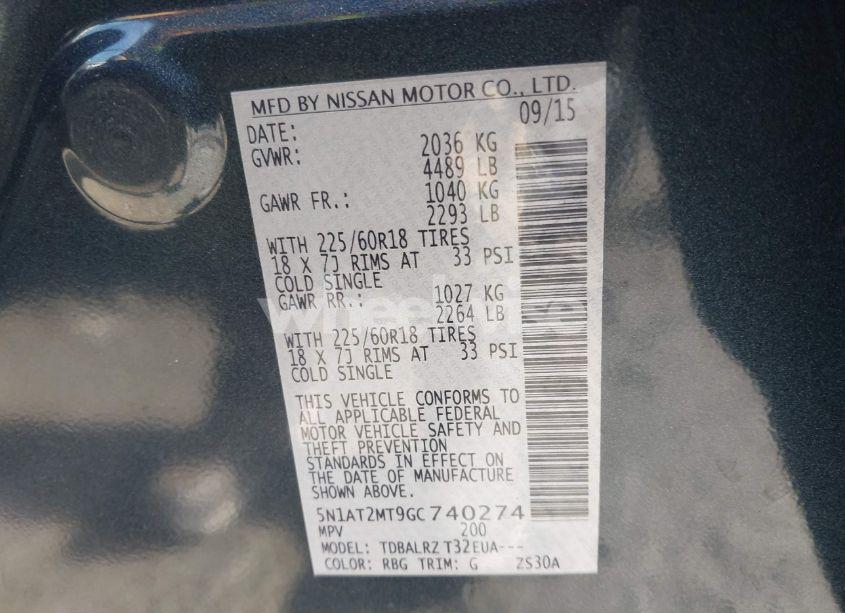 MFD BY NISSAN MOTOR CO., LTD.
DATE: 09/15
GVWR: 2036 KG
4489 LB
GAWR FR.: 1040 KG
2293 LB
WITH 225/60R18 TIRES
18 X 7J RIMS AT 33 PSI
COLD SINGLE
GAWR RR.: 1027 KG
2264 LB
WITH 225/60R18 TIRES
18 X 7J RIMS AT 33 PSI
COLD SINGLE
THIS VEHICLE CONFORMS TO
ALL APPLICABLE FEDERAL
MOTOR VEHICLE SAFETY AND
THEFT PREVENTION
STANDARDS IN EFFECT ON
THE DATE OF MANUFACTURE
SHOWN ABOVE.
5N1AT2MT9GC740274
MPV 200
MODEL: TDBALRZ T32EUA---
COLOR: RBG TRIM: G ZS30A